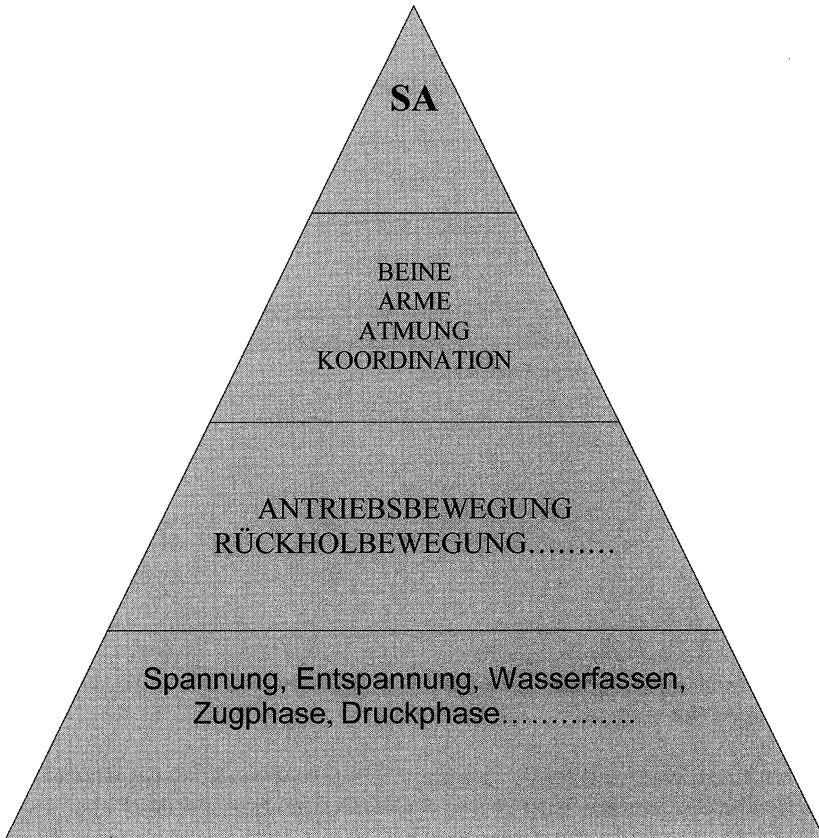 SA
BEINE
ARME
ATMUNG
KOORDINATION
ANTRIEBSBEWEGUNG
RÜCKHOLBEWEGUNG………
Spannung, Entspannung, Wasserfassen,
Zugphase, Druckphase…………..